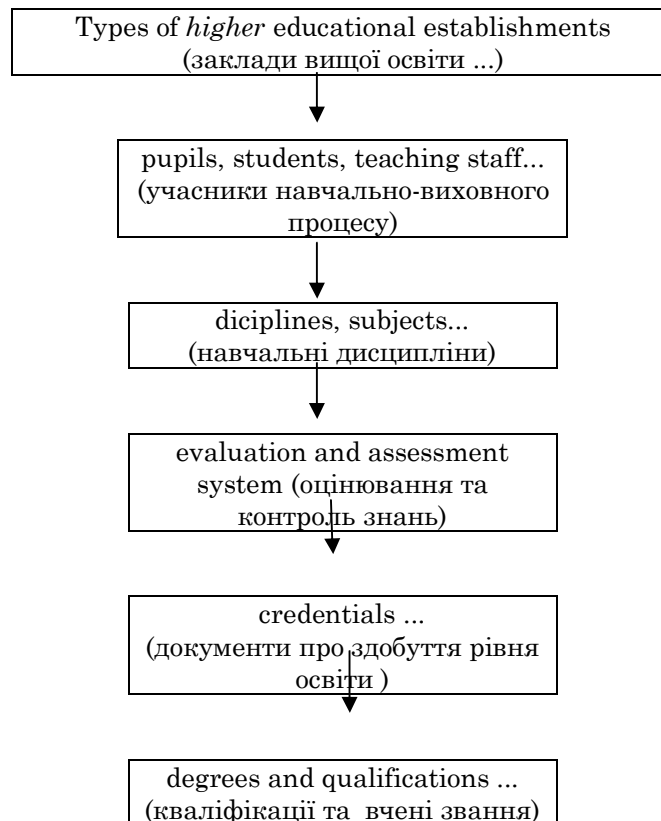 Types of higher educational establishments
(заклади вищої освіти ...)
pupils, students, teaching staff...
(учасники навчально-виховного
процесу)
diciplines, subjects...
(навчальні дисципліни)
evaluation and assessment
system (оцінювання та
контроль знань)
credentials ...
(документи про здобуття рівня
освіти )
degrees and qualifications ...
(кваліфікації та вчені звання)